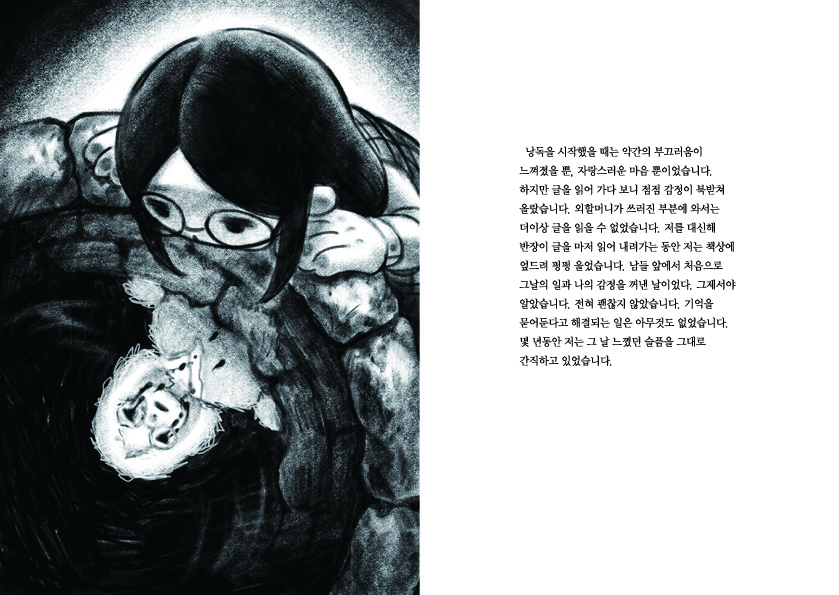 낭독을 시작했을 때는 약간의 부끄러움이
느껴졌을 뿐, 자랑스러운 마음 뿐이었습니다.
하지만 글을 읽어 가다 보니 점점 감정이 북받쳐
올랐습니다. 외할머니가 쓰러진 부분에 와서는
더이상 글을 읽을 수 없었습니다. 저를 대신해
반장이 글을 마저 읽어 내려가는 동안 저는 책상에
엎드려 펑펑 울었습니다. 남들 앞에서 처음으로
그날의 일과 나의 감정을 꺼낸 날이었다. 그제서야
알았습니다. 전혀 괜찮지 않았습니다. 기억을
묻어둔다고 해결되는 일은 아무것도 없었습니다.
몇 년동안 저는 그 날 느꼈던 슬픔을 그대로
간직하고 있었습니다.